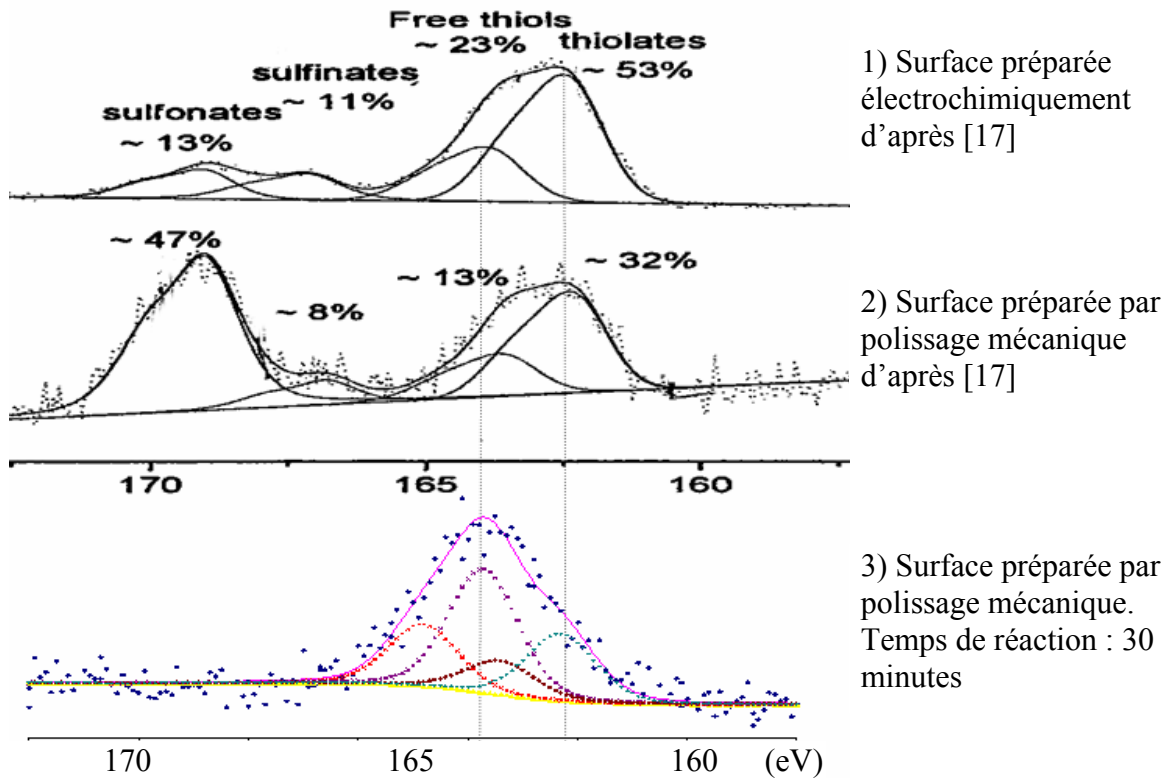 Free thiols
~ 23%
thiolates
~ 53%
sulfinates
~ 11%
sulfonates
~ 13%
1) Surface préparée
électrochimiquement
d'après [17]
~ 47%
~ 8%
~ 13%
~ 32%
2) Surface préparée par
polissage mécanique
d'après [17]
170 165 160
3) Surface préparée par
polissage mécanique.
Temps de réaction : 30
minutes
170 165 160 (eV)